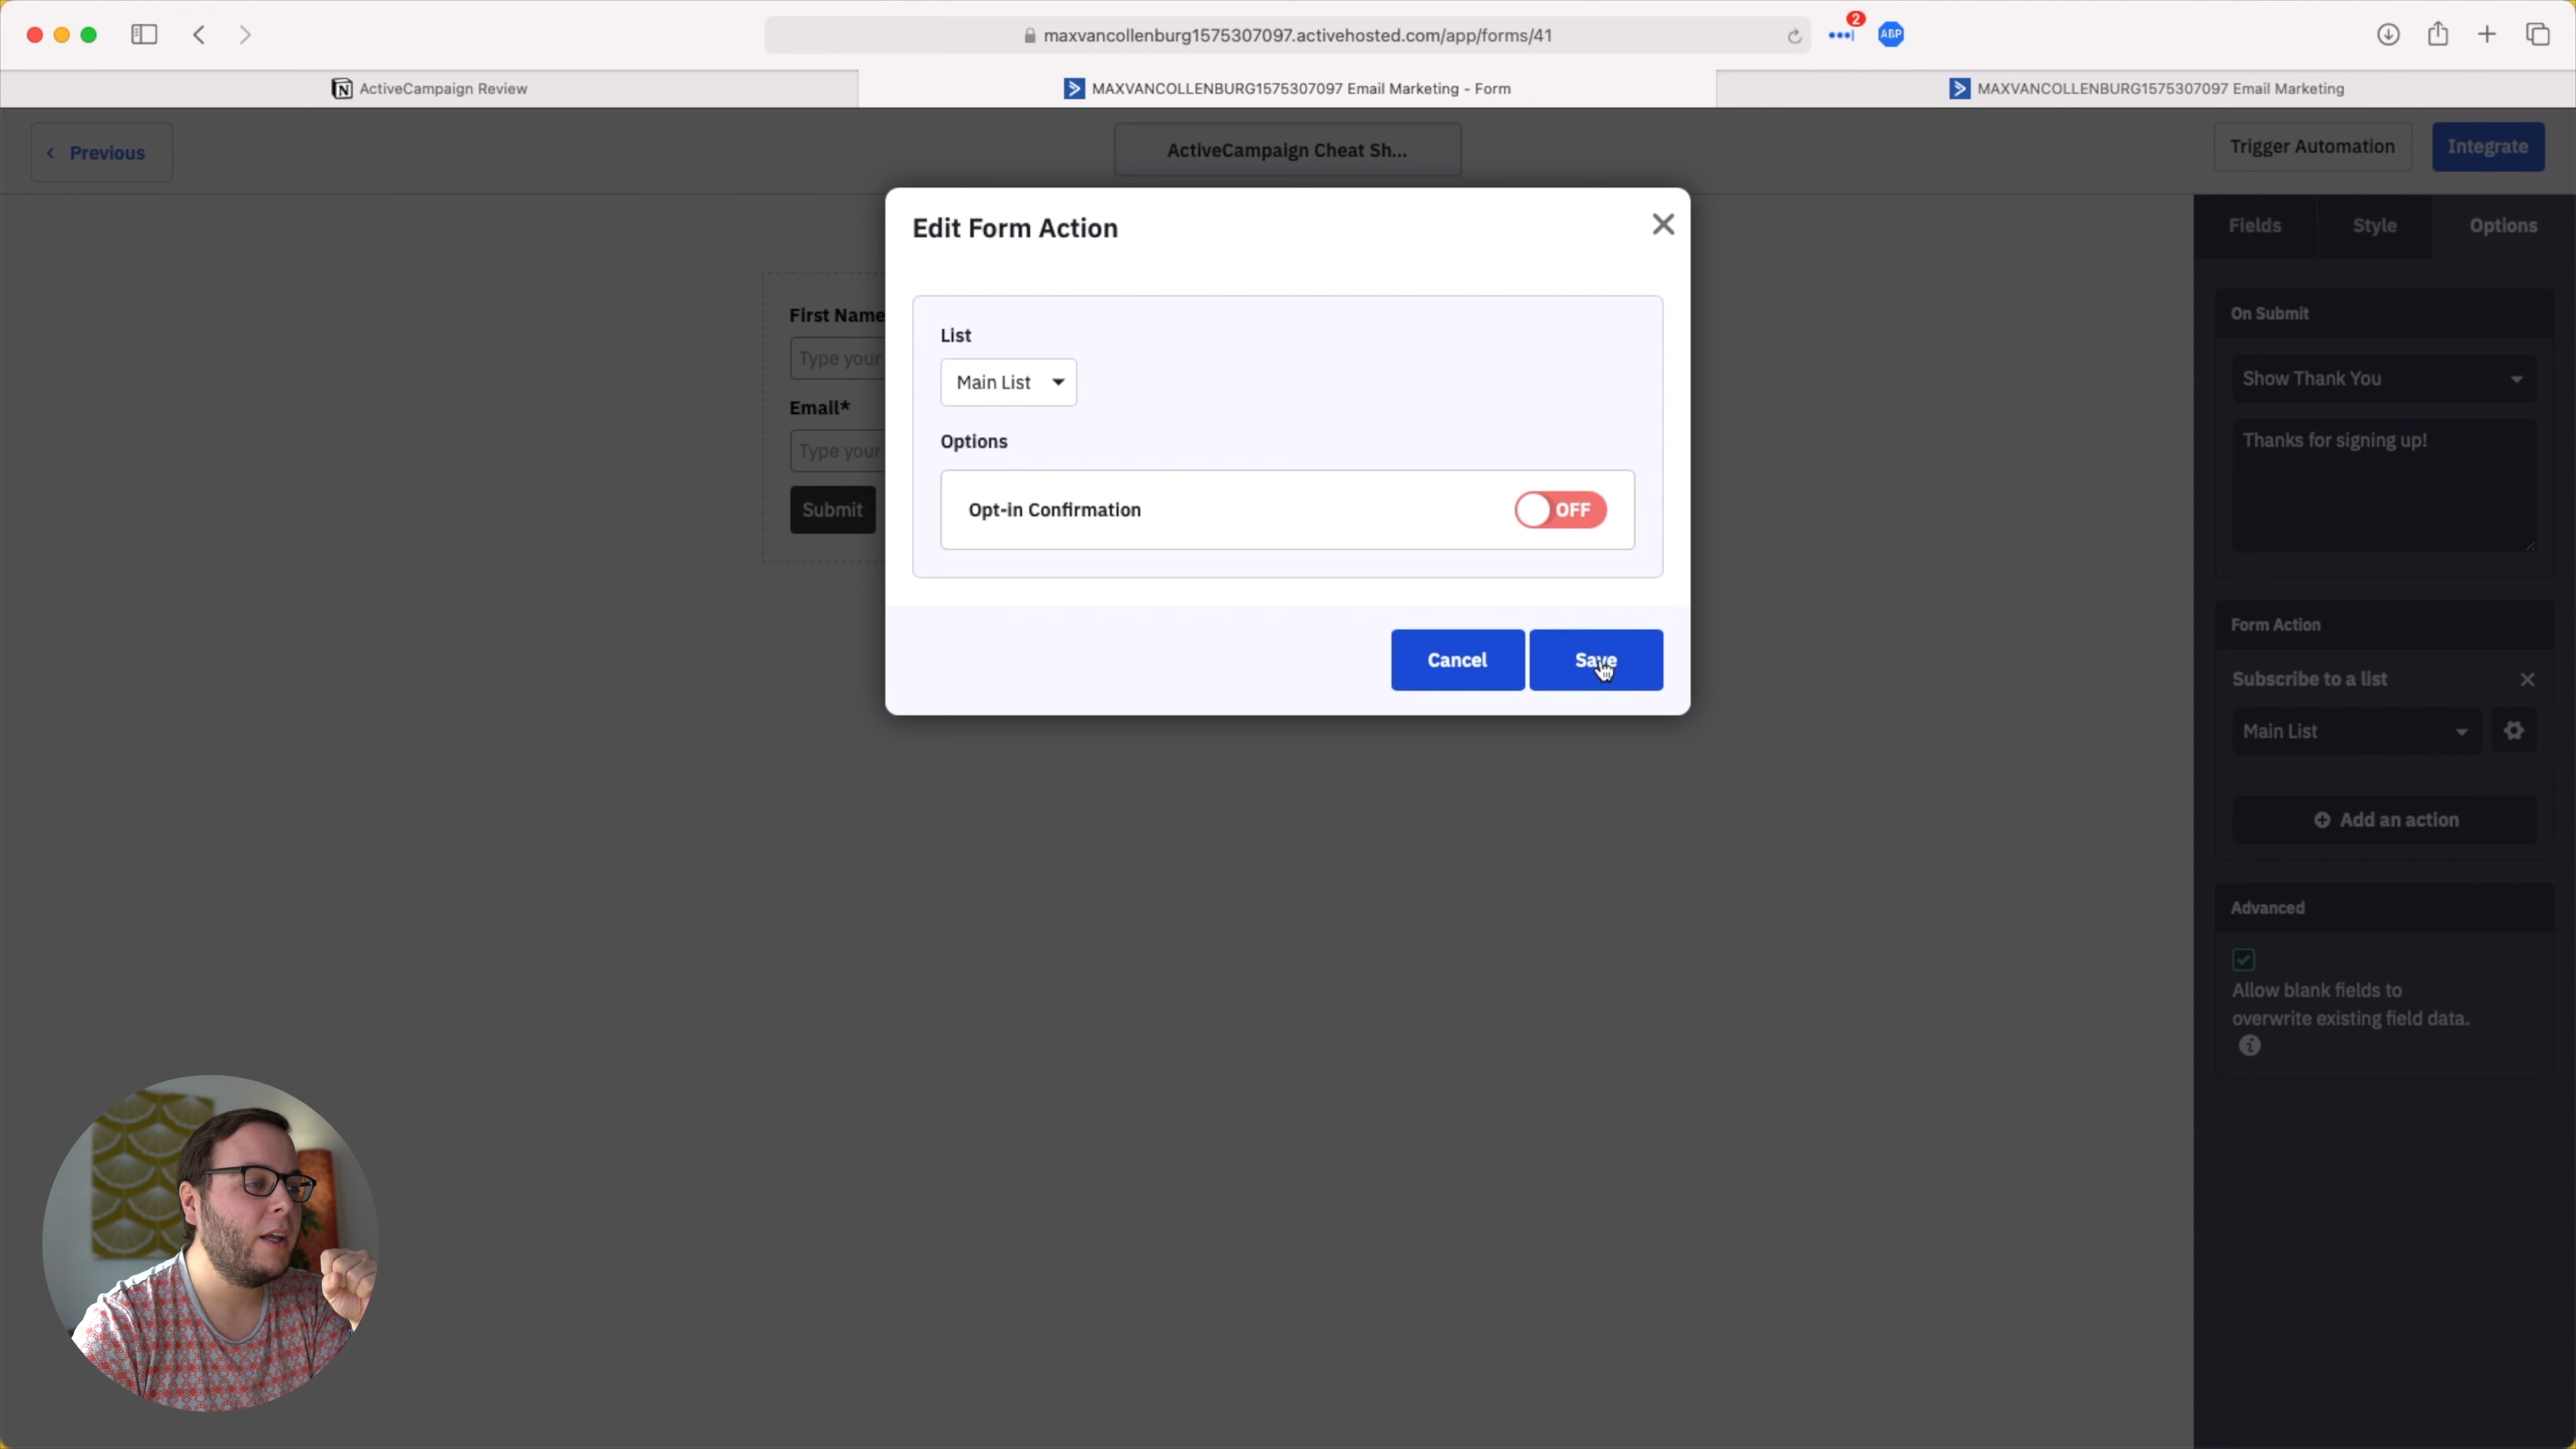 maxvancollenburg1575307097.activehosted.com/app/forms/41
2
ABP
ActiveCampaign Review
MAXVANCOLLENBURG1575307097 Email Marketing - Form
MAXVANCOLLENBURG1575307097 Email Marketing
Previous
ActiveCampaign Cheat Sh...
Trigger Automation
Integrate
Edit Form Action
List
Main List
Options
Opt-in Confirmation
OFF
Cancel
Save
First Name
Type your
Email*
Type your
Submit
Fields
Style
Options
On Submit
Show Thank You
Thanks for signing up!
Form Action
Subscribe to a list
Main List
Add an action
Advanced
Allow blank fields to
overwrite existing field data.